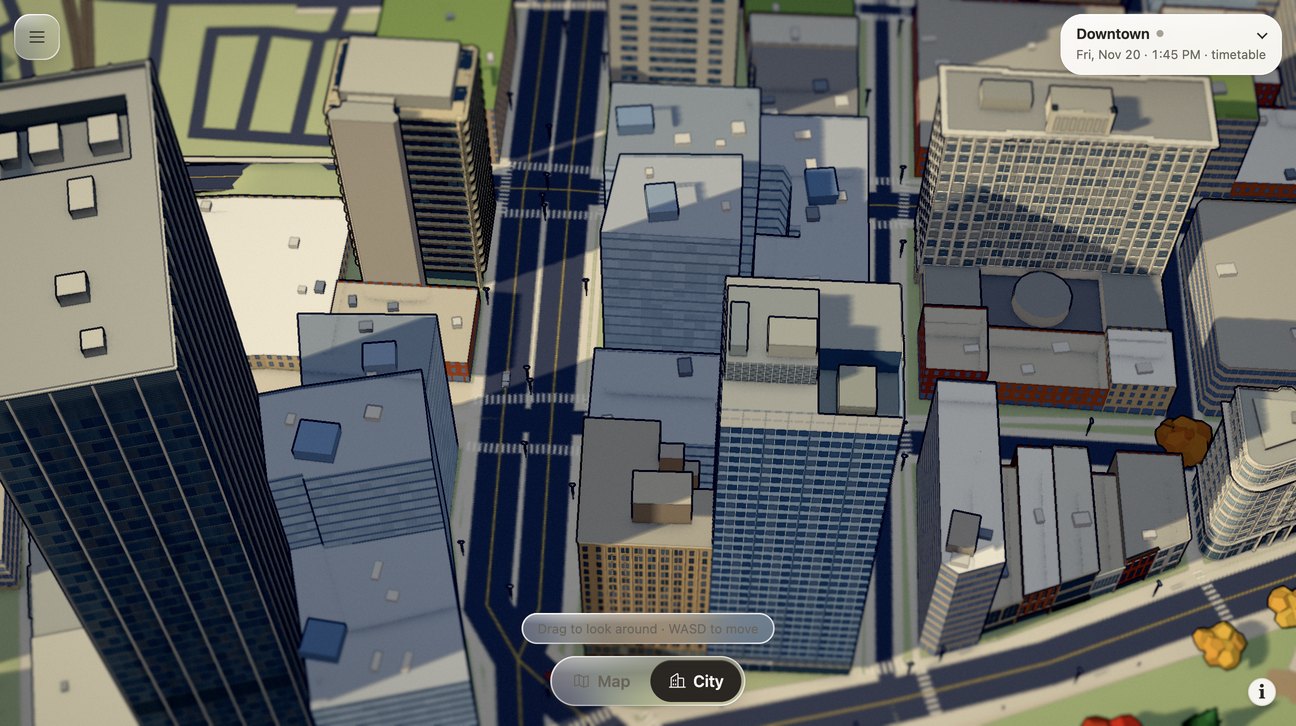 Downtown
Fri, Nov 20 · 1:45 PM · timetable
Drag to look around · WASD to move
Map
City
i